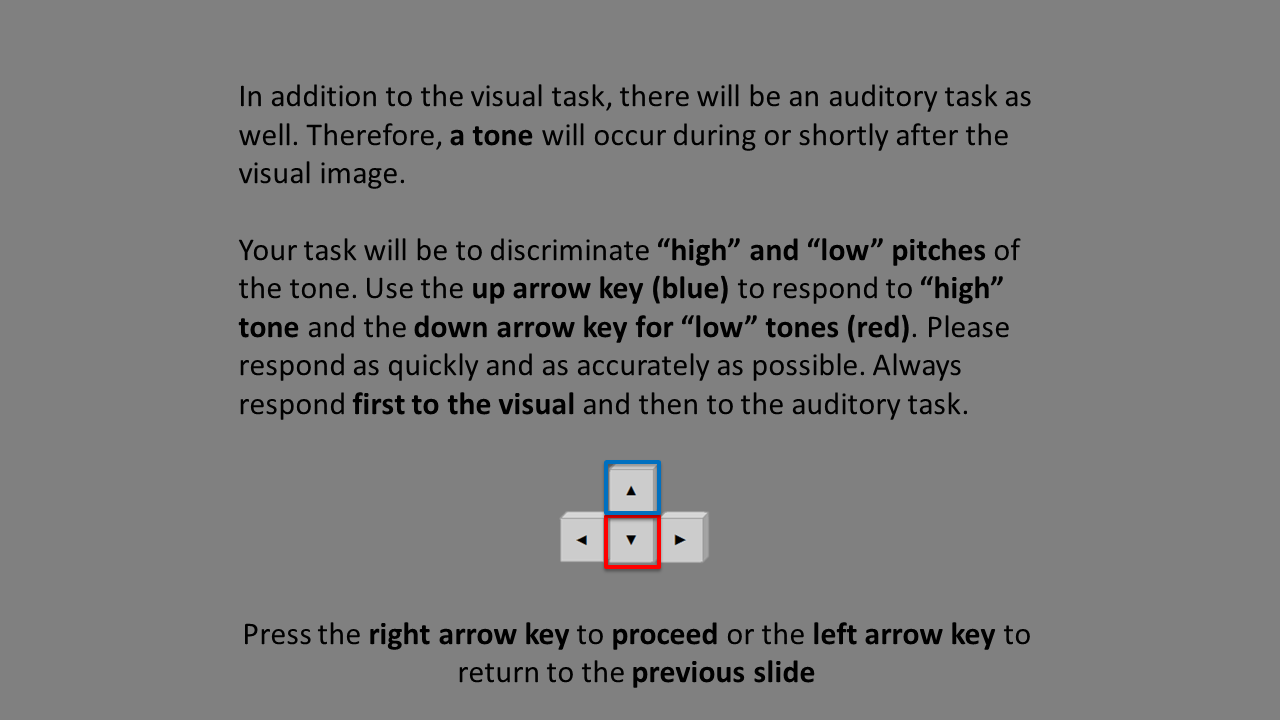 In addition to the visual task, there will be an auditory task as
well. Therefore, a tone will occur during or shortly after the
visual image.
Your task will be to discriminate “high” and “low” pitches of
the tone. Use the up arrow key (blue) to respond to “high”
tone and the down arrow key for “low” tones (red). Please
respond as quickly and as accurately as possible. Always
respond first to the visual and then to the auditory task.
Press the right arrow key to proceed or the left arrow key to
return to the previous slide